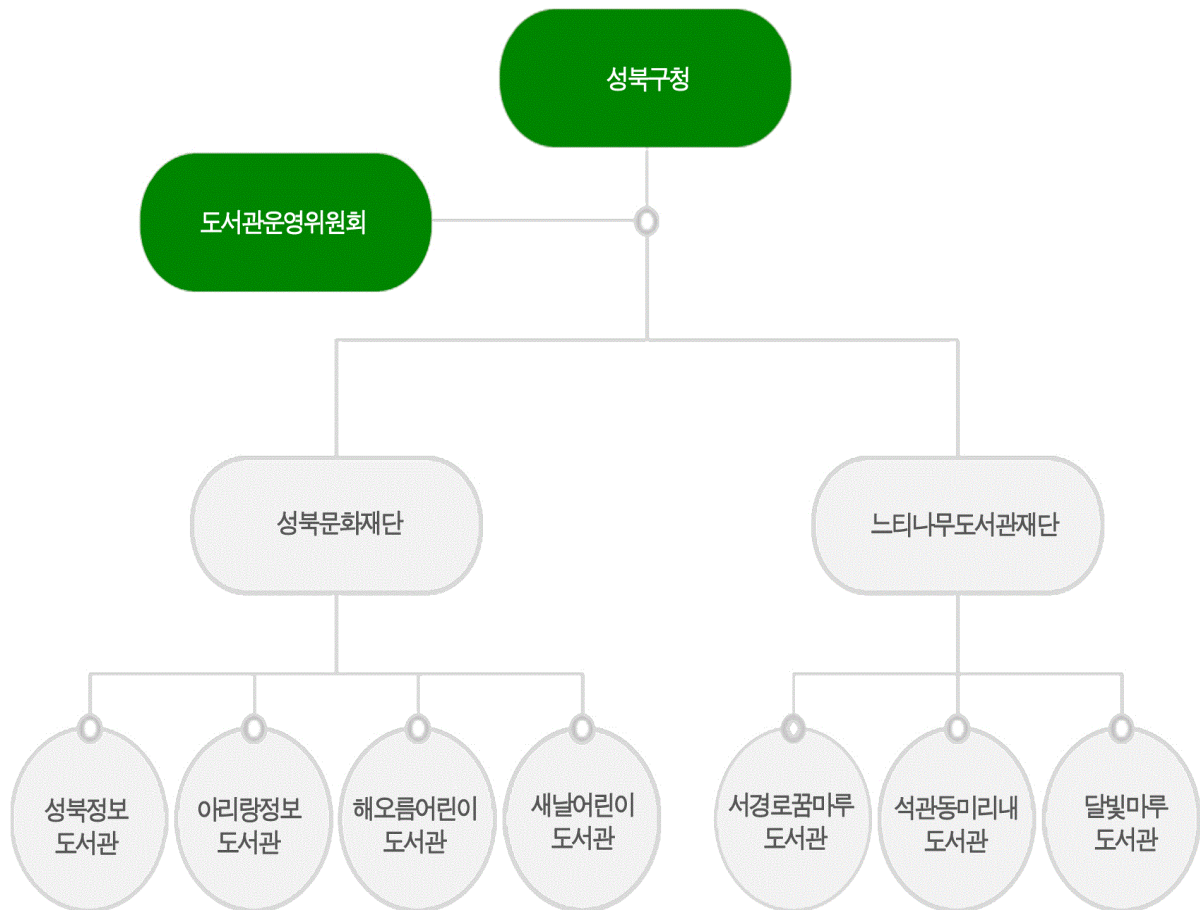 성북구청
도서관운영위원회
성북문화재단
느티나무도서관재단
성북정보
도서관
아리랑정보
도서관
해오름어린이
도서관
새날어린이
도서관
서경로꿈마루
도서관
석관동미리내
도서관
달빛마루
도서관